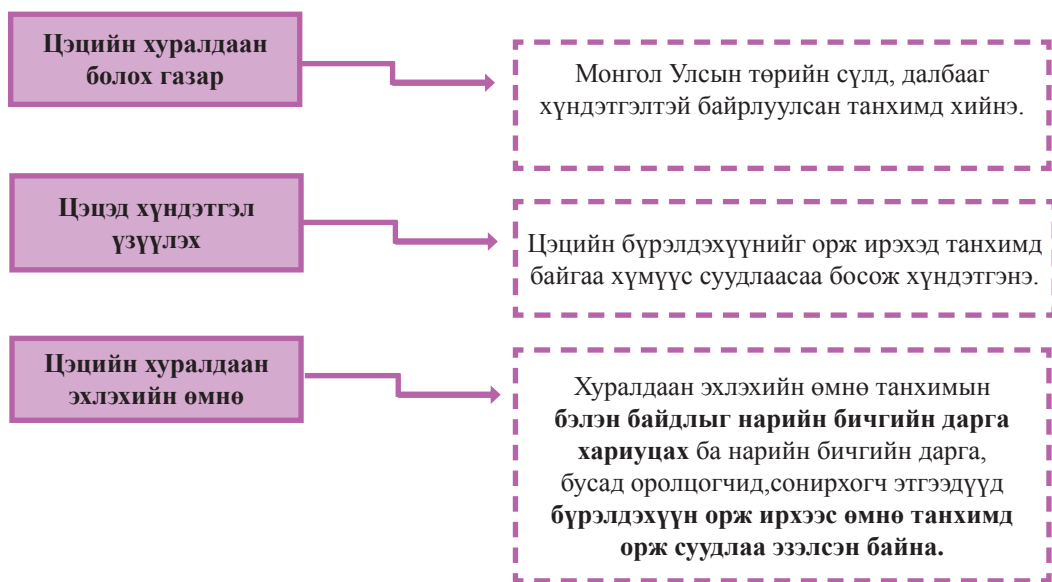 Цэцийн хуралдаан
болох газар
Монгол Улсын төрийн сүлд, далбааг
хүндэтгэлтэй байрлуулсан танхимд хийнэ.
Цэцэд хүндэтгэл
үзүүлэх
Цэцийн бүрэлдэхүүнийг орж ирэхэд танхимд
байгаа хүмүүс суудлаасаа босож хүндэтгэнэ.
Цэцийн хуралдаан
эхлэхийн өмнө
Хуралдаан эхлэхийн өмнө танхимын
бэлэн байдлыг нарийн бичгийн дарга
хариуцах ба нарийн бичгийн дарга,
бусад оролцогчид,сонирхогч этгээдүүд
бүрэлдэхүүн орж ирхээс өмнө танхимд
орж суудлаа эзэлсэн байна.